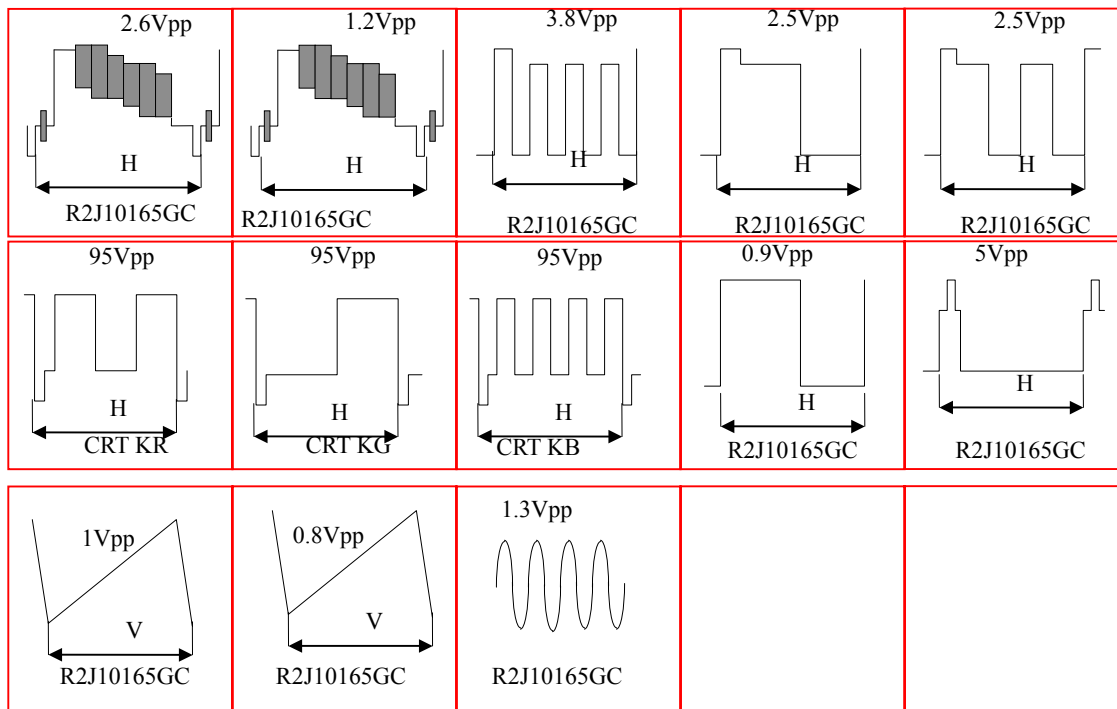 2.6Vpp
H
R2J10165GC
1.2Vpp
H
R2J10165GC
3.8Vpp
H
R2J10165GC
2.5Vpp
H
R2J10165GC
2.5Vpp
H
R2J10165GC
95Vpp
H
CRT KR
95Vpp
H
CRT KG
95Vpp
H
CRT KB
0.9Vpp
H
R2J10165GC
5Vpp
H
R2J10165GC
1Vpp
V
R2J10165GC
0.8Vpp
V
R2J10165GC
1.3Vpp
R2J10165GC